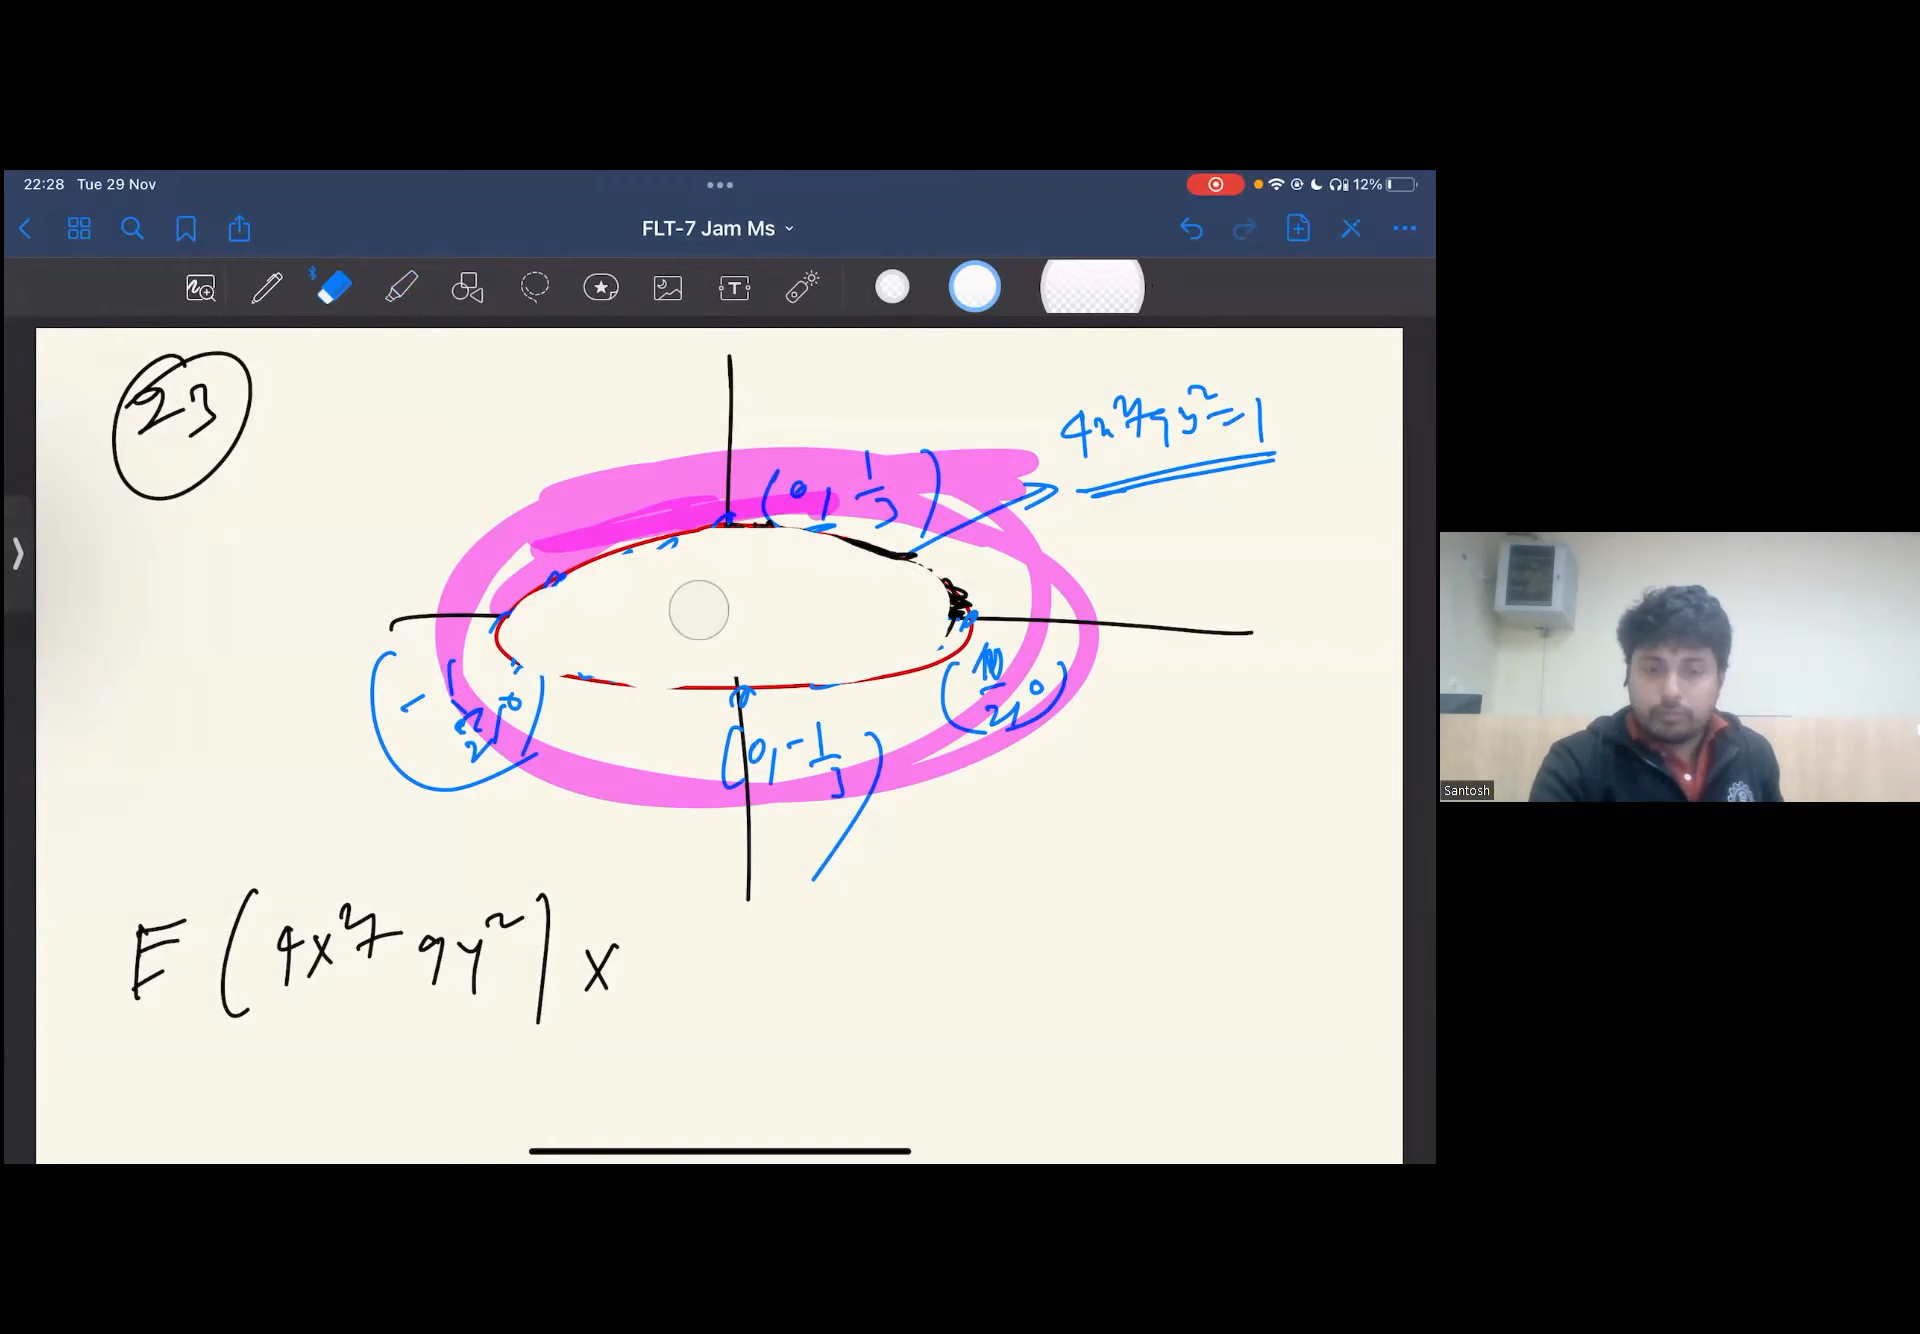 22:28 Tue 29 Nov
12%
FLT-7 Jam Ms
T
23
4x²+9y²=1
(0, 1/3)
(1/2, 0)
(-1/2, 0)
(0, -1/3)
E(4x²+9y²) x
Santosh